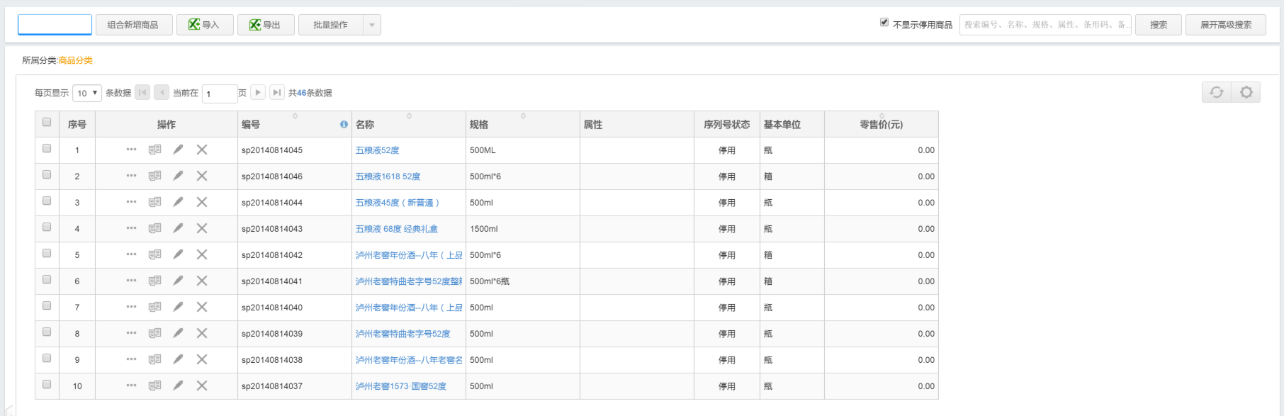 组合新增商品 导入 导出 批量操作 不显示停用商品 搜索编号、名称、规格、属性、条形码、备... 搜索 展开高级搜索
所属分类:商品分类
每页显示 10 条数据 当前在 1 页 共46条数据
序号 操作 编号 名称 规格 属性 序列号状态 基本单位 零售价(元)
1 sp20140814045 五粮液52度 500ML 停用 瓶 0.00
2 sp20140814046 五粮液1618 52度 500ml*6 停用 箱 0.00
3 sp20140814044 五粮液45度（新普通） 500ml 停用 瓶 0.00
4 sp20140814043 五粮液 68度 经典礼盒 1500ml 停用 瓶 0.00
5 sp20140814042 泸州老窖年份酒--八年（上品 500ml*6 停用 箱 0.00
6 sp20140814041 泸州老窖特曲老字号52度整 500ml*6瓶 停用 箱 0.00
7 sp20140814040 泸州老窖年份酒--八年（上品 500ml 停用 瓶 0.00
8 sp20140814039 泸州老窖特曲老字号52度 500ml 停用 瓶 0.00
9 sp20140814038 泸州老窖年份酒--八年老窖名 500ml 停用 瓶 0.00
10 sp20140814037 泸州老窖1573·国窖52度 500ml 停用 瓶 0.00